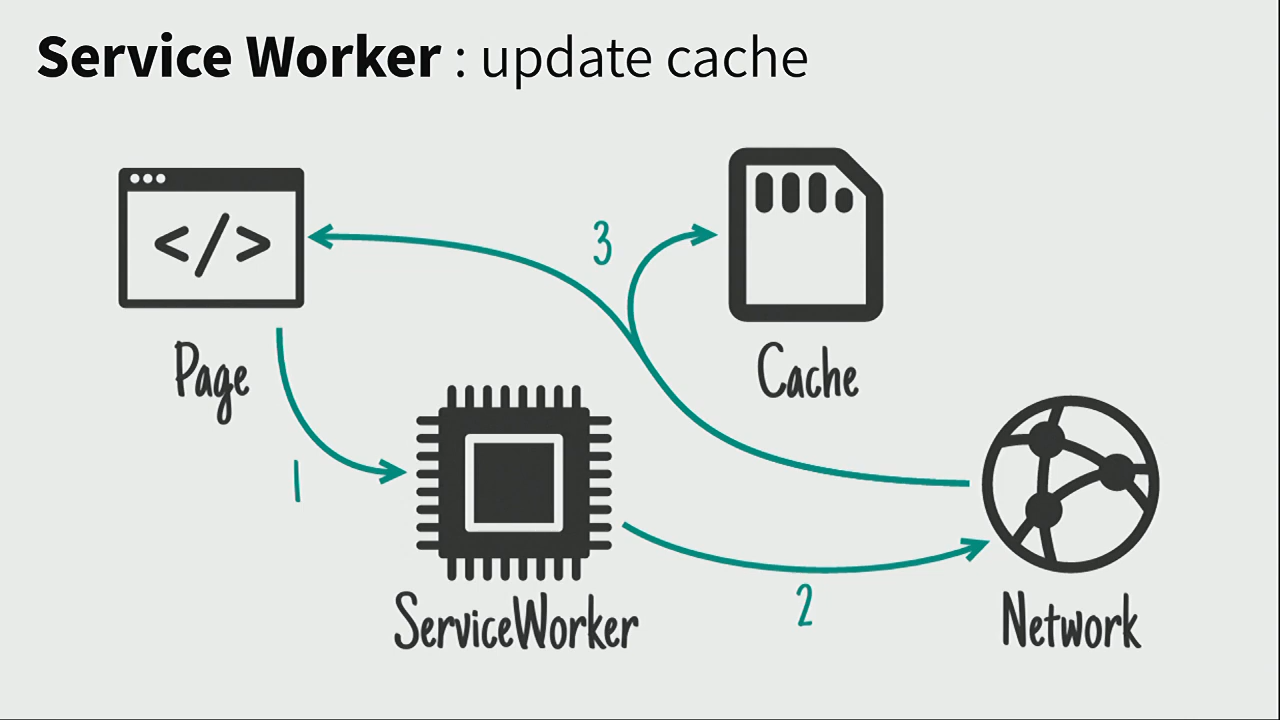 Service Worker : update cache
</>
3
Page
Cache
1
ServiceWorker
2
Network